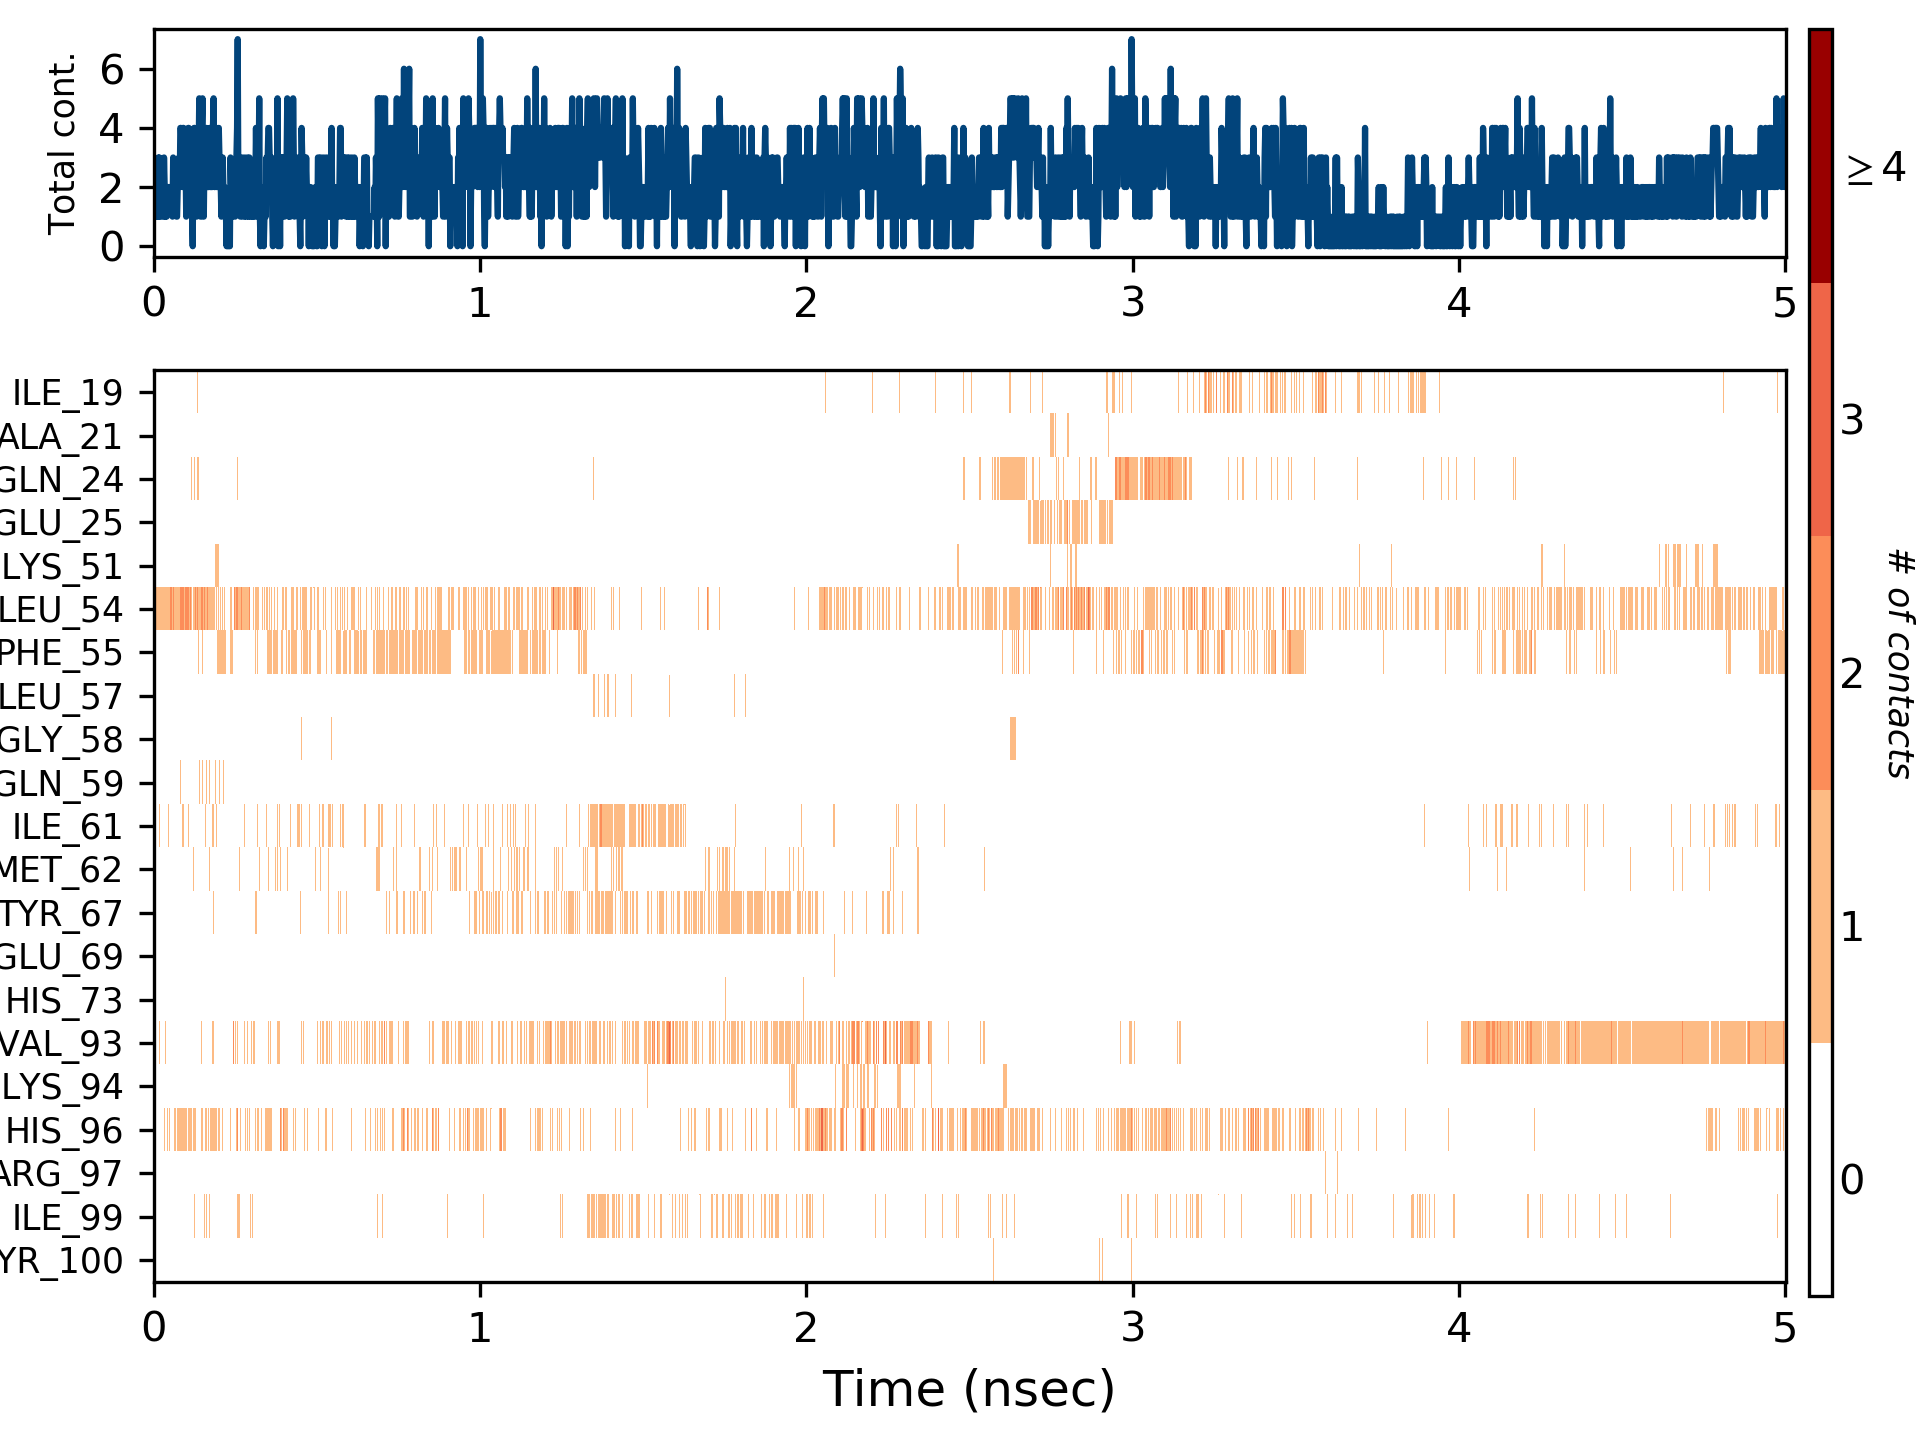 Total cont.
6
4
2
0
0 1 2 3 4 5
ILE_19
ALA_21
GLN_24
GLU_25
LYS_51
LEU_54
PHE_55
LEU_57
GLY_58
GLN_59
ILE_61
MET_62
TYR_67
GLU_69
HIS_73
VAL_93
LYS_94
HIS_96
ARG_97
ILE_99
YR_100
0 1 2 3 4 5
Time (nsec)
≥4
3
2
1
0
# of contacts